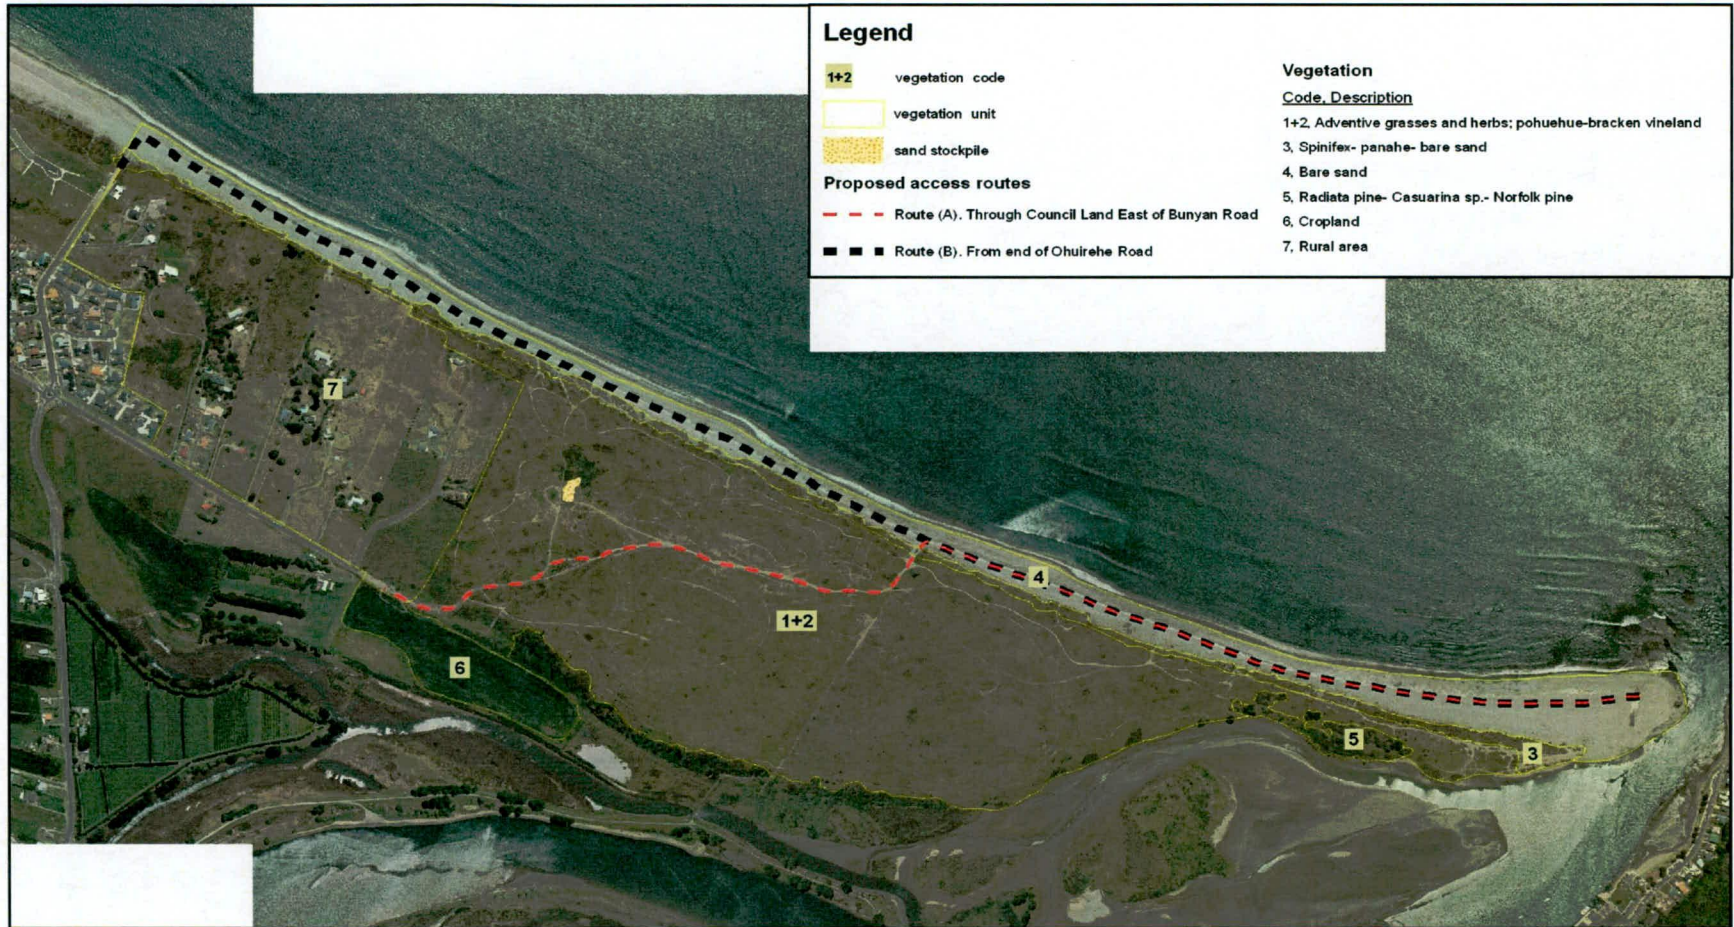 Legend
1+2 vegetation code
vegetation unit
sand stockpile
Proposed access routes
Route (A). Through Council Land East of Bunyan Road
Route (B). From end of Ohuirehe Road
Vegetation
Code, Description
1+2, Adventive grasses and herbs; pohuehue-bracken vineland
3, Spinifex- panahe- bare sand
4, Bare sand
5, Radiata pine- Casuarina sp.- Norfolk pine
6, Cropland
7, Rural area
7
4
1+2
6
5
3